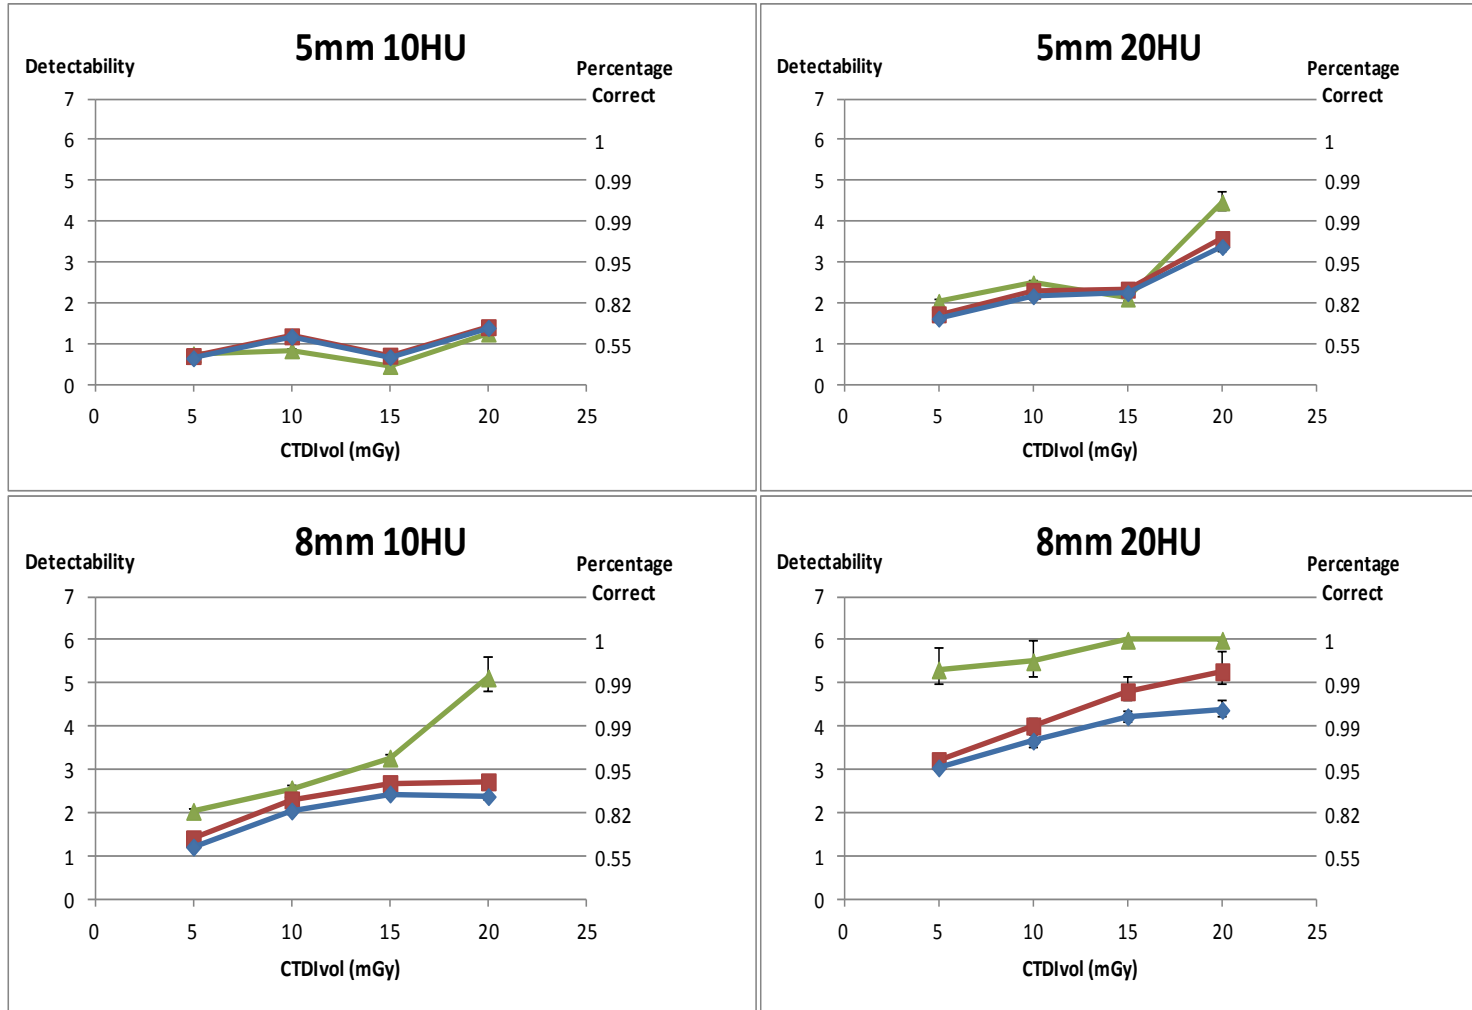 5mm 10HU
Detectability
Percentage
Correct
7
6
5
4
3
2
1
0
1
0.99
0.99
0.95
0.82
0.55
0 5 10 15 20 25
CTDIvol (mGy)
5mm 20HU
Detectability
Percentage
Correct
7
6
5
4
3
2
1
0
1
0.99
0.99
0.95
0.82
0.55
0 5 10 15 20 25
CTDIvol (mGy)
8mm 10HU
Detectability
Percentage
Correct
7
6
5
4
3
2
1
0
1
0.99
0.99
0.95
0.82
0.55
0 5 10 15 20 25
CTDIvol (mGy)
8mm 20HU
Detectability
Percentage
Correct
7
6
5
4
3
2
1
0
1
0.99
0.99
0.95
0.82
0.55
0 5 10 15 20 25
CTDIvol (mGy)